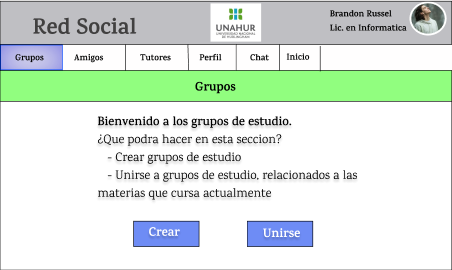 Red Social
UNAHUR
UNIVERSIDAD NACIONAL
DE HURLINGHAM
Brandon Russel
Lic. en Informatica
Grupos
Amigos
Tutores
Perfil
Chat
Inicio
Grupos
Bienvenido a los grupos de estudio.
¿Que podra hacer en esta seccion?
- Crear grupos de estudio
- Unirse a grupos de estudio, relacionados a las
materias que cursa actualmente
Crear
Unirse